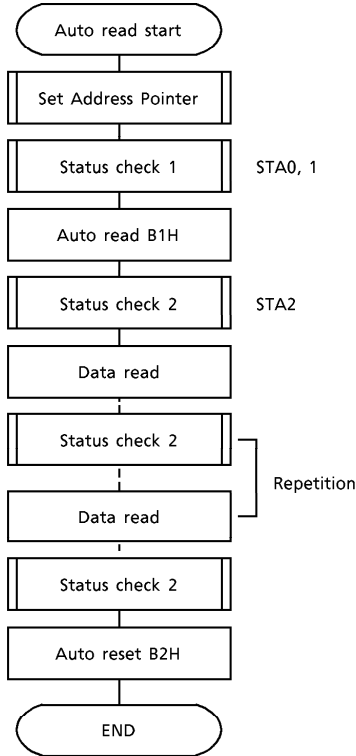 Auto read start
Set Address Pointer
Status check 1
STA0, 1
Auto read B1H
Status check 2
STA2
Data read
Status check 2
Repetition
Data read
Status check 2
Auto reset B2H
END